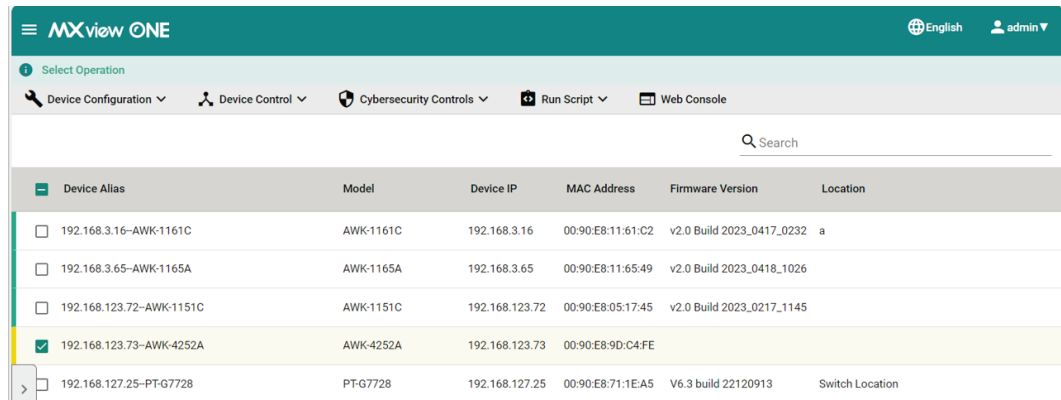 MXview ONE English admin
Select Operation
Device Configuration Device Control Cybersecurity Controls Run Script Web Console
Search
Device Alias Model Device IP MAC Address Firmware Version Location
192.168.3.16--AWK-1161C AWK-1161C 192.168.3.16 00:90:E8:11:61:C2 v2.0 Build 2023_0417_0232 a
192.168.3.65--AWK-1165A AWK-1165A 192.168.3.65 00:90:E8:11:65:49 v2.0 Build 2023_0418_1026
192.168.123.72--AWK-1151C AWK-1151C 192.168.123.72 00:90:E8:05:17:45 v2.0 Build 2023_0217_1145
192.168.123.73--AWK-4252A AWK-4252A 192.168.123.73 00:90:E8:9D:C4:FE
192.168.127.25--PT-G7728 PT-G7728 192.168.127.25 00:90:E8:71:1E:A5 V6.3 build 22120913 Switch Location